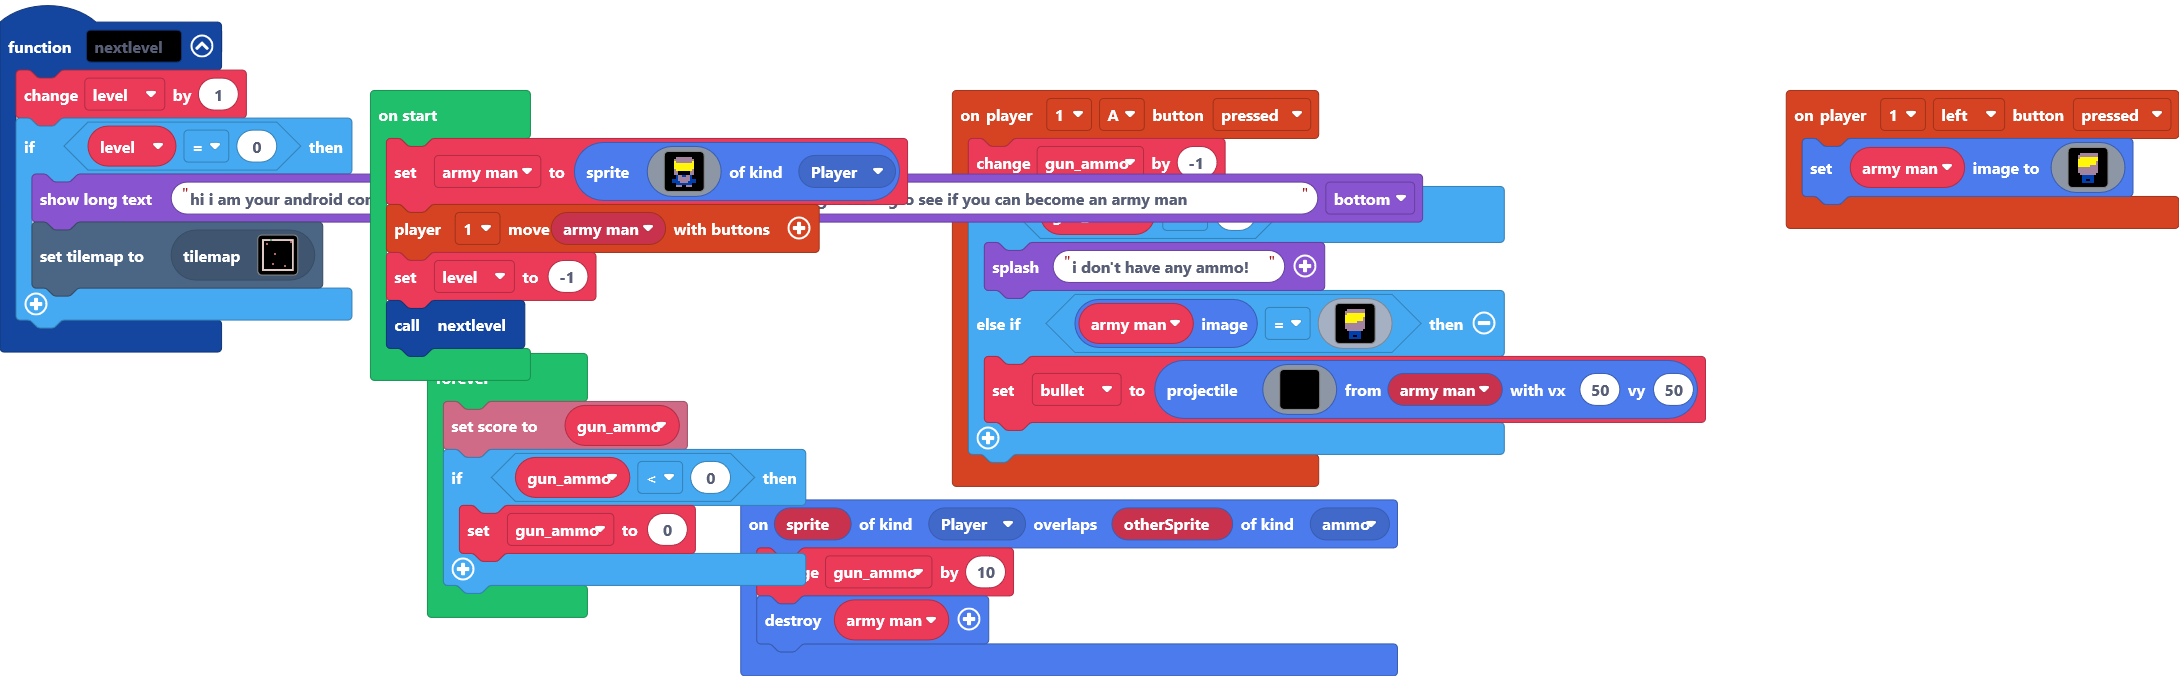 function nextlevel
change level by 1
if level = 0 then
show long text "hi i am your android
to see if you can become an army man" bottom
set tilemap to tilemap
on start
set army man to sprite of kind Player
player 1 move army man with buttons
set level to -1
call nextlevel
forever
set score to gun_ammo
if gun_ammo < 0 then
set gun_ammo to 0
on player 1 A button pressed
change gun_ammo by -1
splash "i don't have any ammo!"
else if army man image = then
set bullet to projectile from army man with vx 50 vy 50
on sprite of kind Player overlaps otherSprite of kind ammo
gun_ammo by 10
destroy army man
on player 1 left button pressed
set army man image to